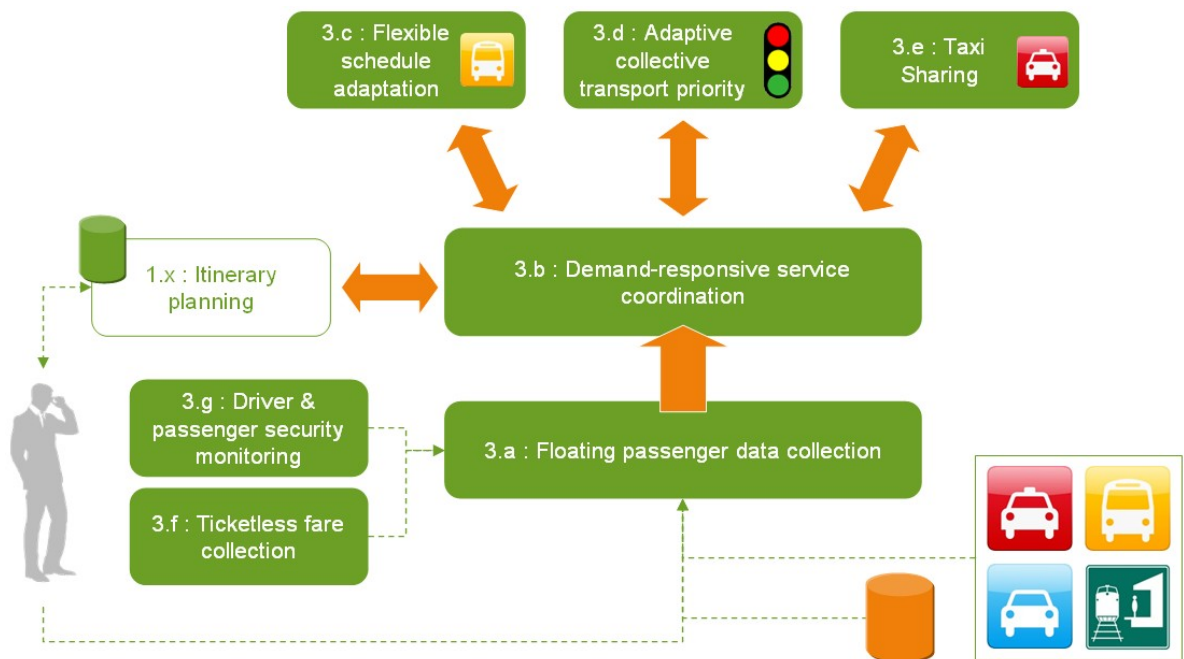 3.c : Flexible
schedule
adaptation
3.d : Adaptive
collective
transport priority
3.e : Taxi
Sharing
1.x : Itinerary
planning
3.b : Demand-responsive service
coordination
3.g : Driver &
passenger security
monitoring
3.a : Floating passenger data collection
3.f : Ticketless fare
collection